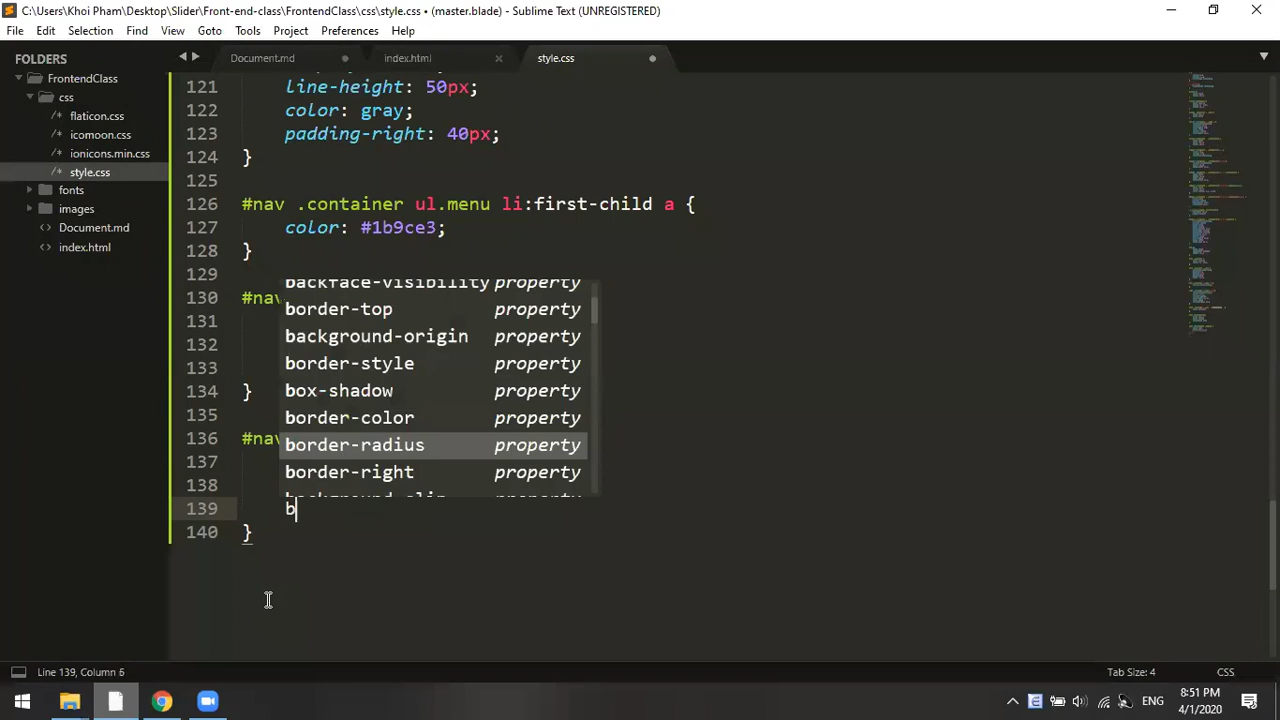 C:\Users\Khoi Pham\Desktop\Slider\Front-end-class\FrontendClass\css\style.css • (master.blade) - Sublime Text (UNREGISTERED)
File Edit Selection Find View Goto Tools Project Preferences Help
FOLDERS
FrontendClass
css
/* flaticon.css
/* icomoon.css
/* ionicons.min.css
/* style.css
fonts
images
Document.md
index.html
Document.md index.html style.css
121 line-height: 50px;
122 color: gray;
123 padding-right: 40px;
124 }
125
126 #nav .container ul.menu li:first-child a {
127 color: #1b9ce3;
128 }
129
backface-visibility property
130 #nav
border-top property
131
background-origin property
132
border-style property
133
134 }
box-shadow property
135
border-color property
136 #nav
border-radius property
137
border-right property
138
background-clip
139 b
140 }
Line 139, Column 6
Tab Size: 4
CSS
ENG
8:51 PM
4/1/2020